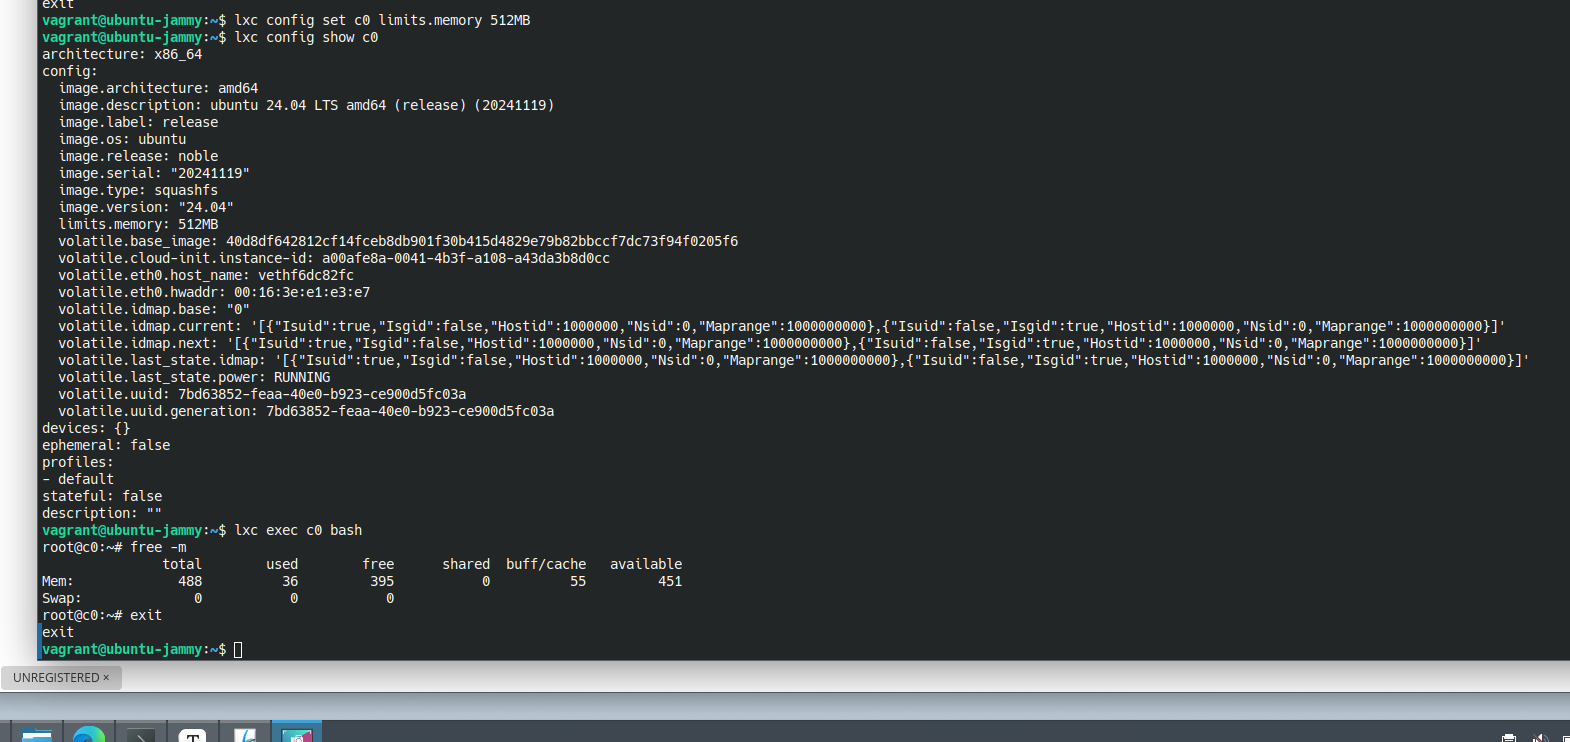 exit
vagrant@ubuntu-jammy:~$ lxc config set c0 limits.memory 512MB
vagrant@ubuntu-jammy:~$ lxc config show c0
architecture: x86_64
config:
  image.architecture: amd64
  image.description: ubuntu 24.04 LTS amd64 (release) (20241119)
  image.label: release
  image.os: ubuntu
  image.release: noble
  image.serial: "20241119"
  image.type: squashfs
  image.version: "24.04"
  limits.memory: 512MB
  volatile.base_image: 40d8df642812cf14fceb8db901f30b415d4829e79b82bbccf7dc73f94f0205f6
  volatile.cloud-init.instance-id: a00afe8a-0041-4b3f-a108-a43da3b8d0cc
  volatile.eth0.host_name: vethf6dc82fc
  volatile.eth0.hwaddr: 00:16:3e:e1:e3:e7
  volatile.idmap.base: "0"
  volatile.idmap.current: '[{"Isuid":true,"Isgid":false,"Hostid":1000000,"Nsid":0,"Maprange":1000000000},{"Isuid":false,"Isgid":true,"Hostid":1000000,"Nsid":0,"Maprange":1000000000}]'
  volatile.idmap.next: '[{"Isuid":true,"Isgid":false,"Hostid":1000000,"Nsid":0,"Maprange":1000000000},{"Isuid":false,"Isgid":true,"Hostid":1000000,"Nsid":0,"Maprange":1000000000}]'
  volatile.last_state.idmap: '[{"Isuid":true,"Isgid":false,"Hostid":1000000,"Nsid":0,"Maprange":1000000000},{"Isuid":false,"Isgid":true,"Hostid":1000000,"Nsid":0,"Maprange":1000000000}]'
  volatile.last_state.power: RUNNING
  volatile.uuid: 7bd63852-feaa-40e0-b923-ce900d5fc03a
  volatile.uuid.generation: 7bd63852-feaa-40e0-b923-ce900d5fc03a
devices: {}
ephemeral: false
profiles:
- default
stateful: false
description: ""
vagrant@ubuntu-jammy:~$ lxc exec c0 bash
root@c0:~# free -m
               total        used        free      shared  buff/cache   available
Mem:             488          36         395           0          55         451
Swap:              0           0           0
root@c0:~# exit
exit
vagrant@ubuntu-jammy:~$
UNREGISTERED ×
T